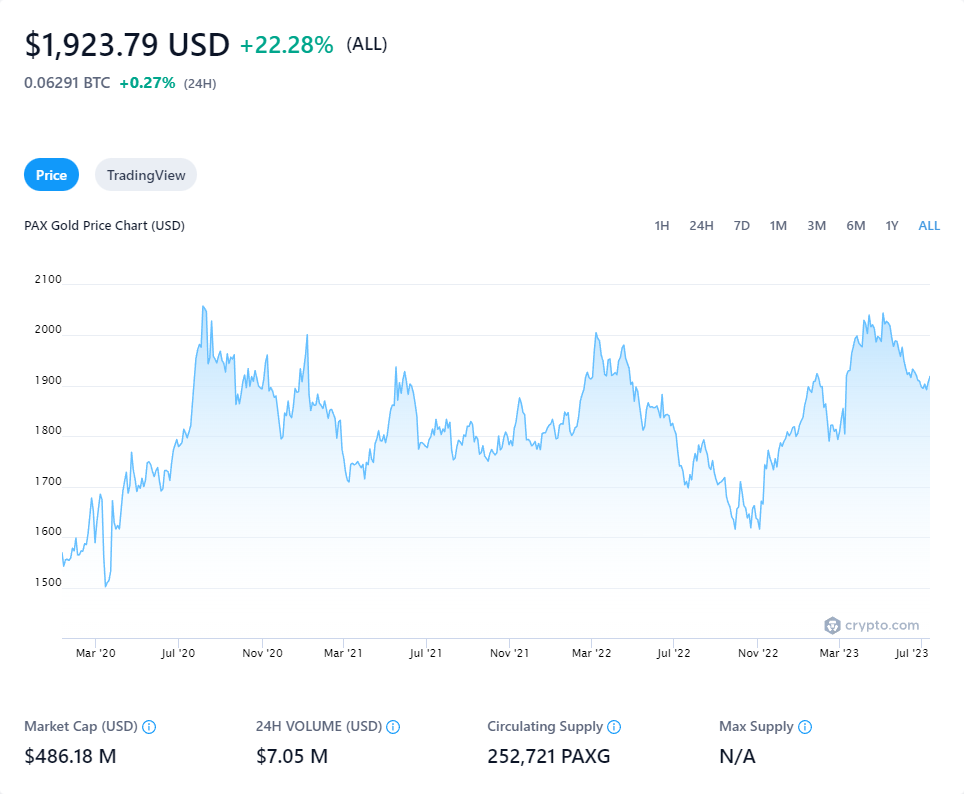 $1,923.79 USD +22.28% (ALL)
0.06291 BTC +0.27% (24H)
Price TradingView
PAX Gold Price Chart (USD) 1H 24H 7D 1M 3M 6M 1Y ALL
2100
2000
1900
1800
1700
1600
1500
crypto.com
Mar '20 Jul '20 Nov '20 Mar '21 Jul '21 Nov '21 Mar '22 Jul '22 Nov '22 Mar '23 Jul '23
Market Cap (USD) 24H VOLUME (USD) Circulating Supply Max Supply
$486.18 M $7.05 M 252,721 PAXG N/A